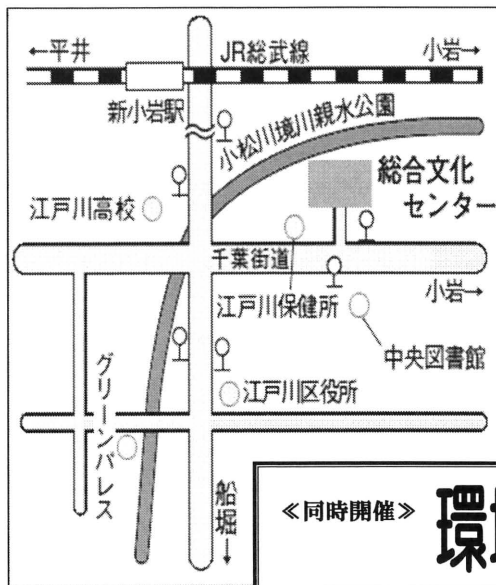 ←平井
JR総武線
小岩→
新小岩駅
小松川境川親水公園
総合文化
センター
江戸川高校
千葉街道
小岩→
江戸川保健所
中央図書館
グリーンパレス
江戸川区役所
船堀↓
≪同時開催≫
環